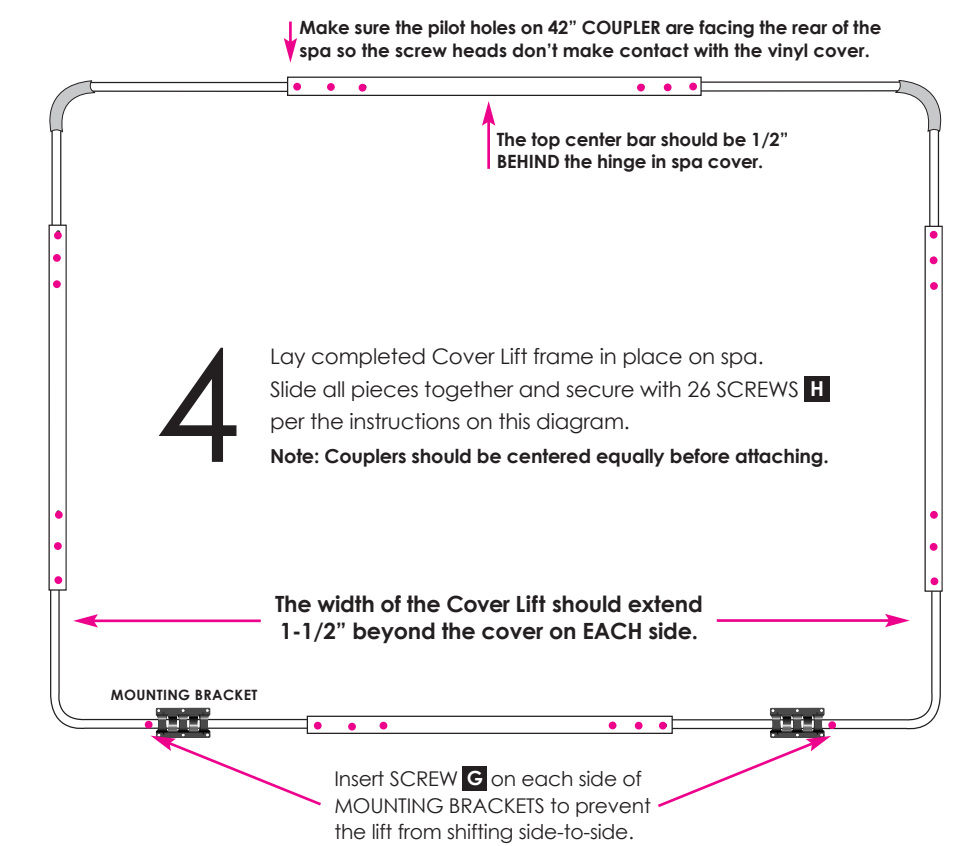 Make sure the pilot holes on 42” COUPLER are facing the rear of the
spa so the screw heads don’t make contact with the vinyl cover.
The top center bar should be 1/2”
BEHIND the hinge in spa cover.
4
Lay completed Cover Lift frame in place on spa.
Slide all pieces together and secure with 26 SCREWS H
per the instructions on this diagram.
Note: Couplers should be centered equally before attaching.
The width of the Cover Lift should extend
1-1/2” beyond the cover on EACH side.
MOUNTING BRACKET
Insert SCREW G on each side of
MOUNTING BRACKETS to prevent
the lift from shifting side-to-side.